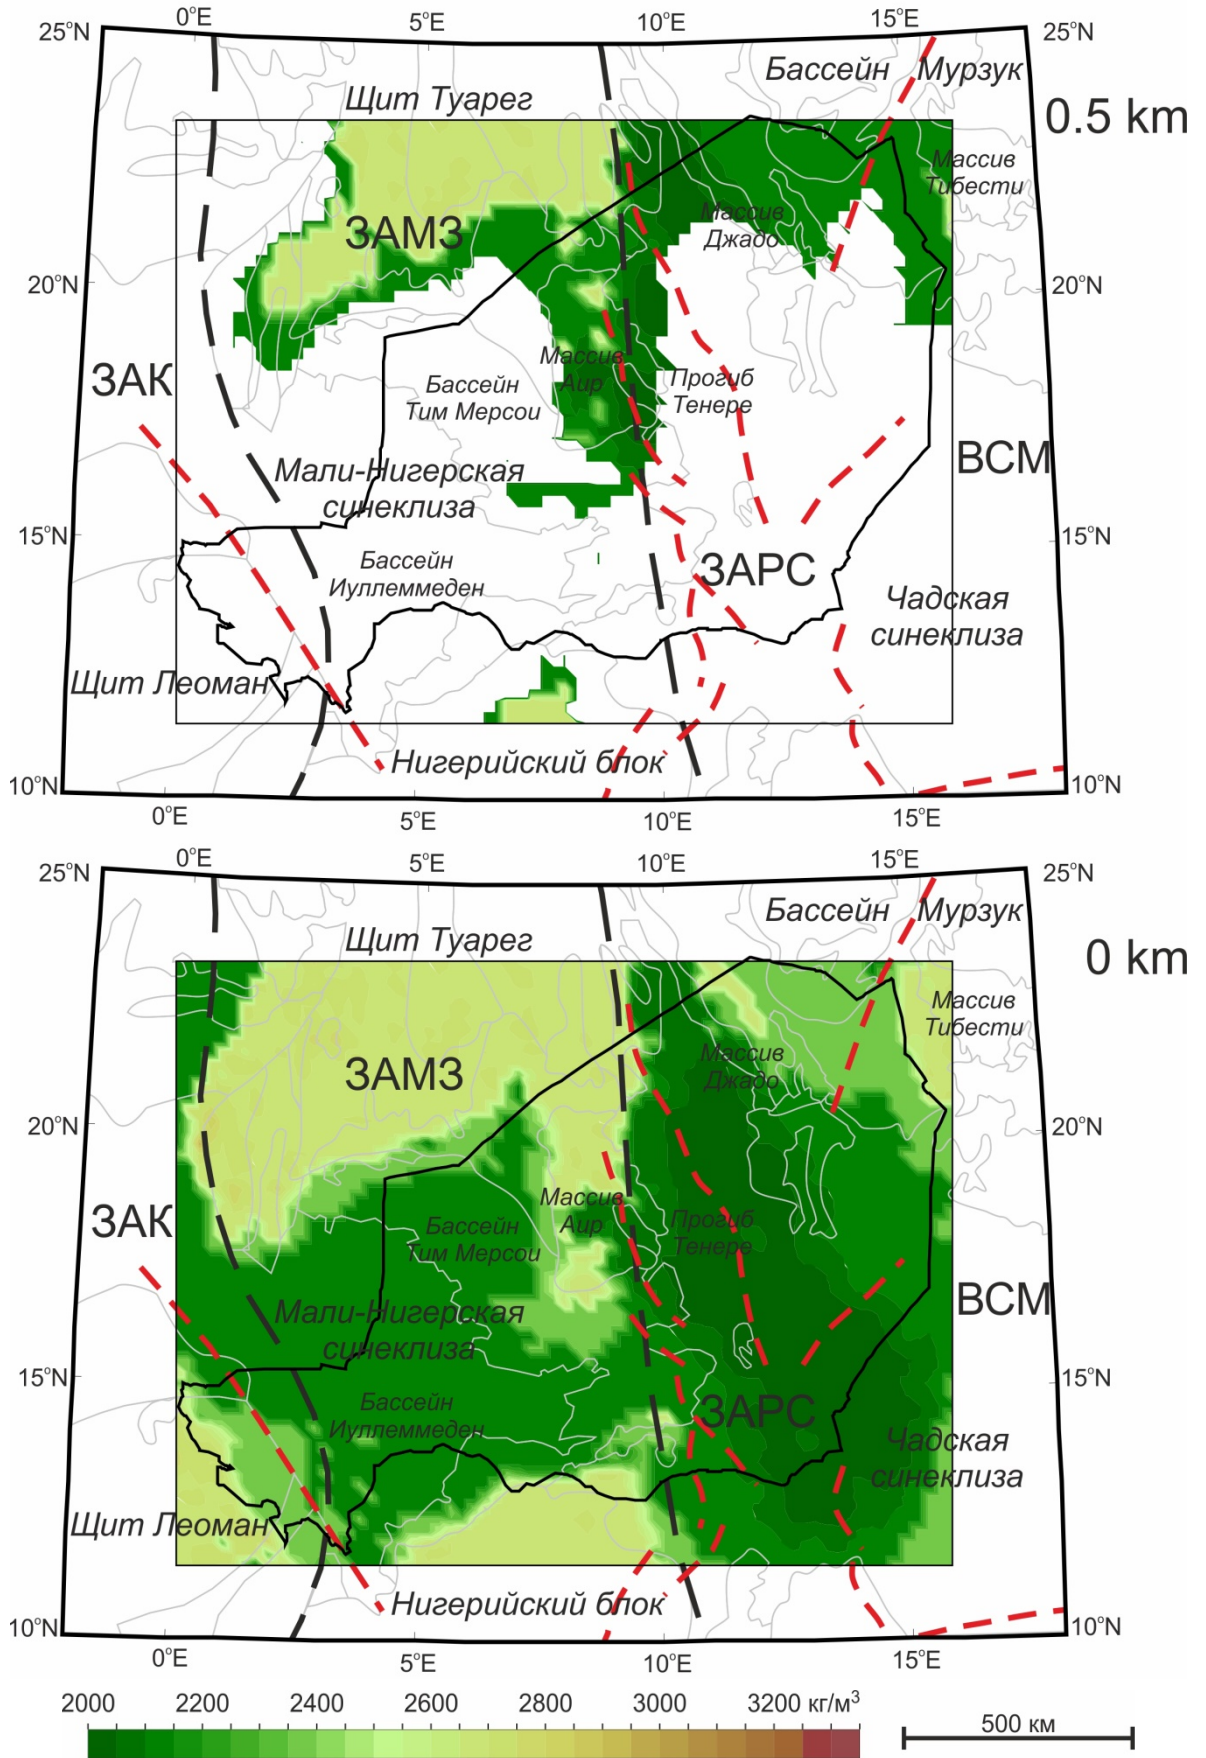 0°E 5°E 10°E 15°E
25°N 25°N
Бассейн Мурзук
Щит Туарег
0.5 km
Массив
Тибести
Массив
Джадо
ЗАМЗ
20°N 20°N
Массив
Аир
ЗАК
Бассейн
Тим Мерсои
Прогиб
Тенере
ВСМ
Мали-Нигерская
синеклиза
15°N 15°N
Бассейн
Иуллеммеден
ЗАРС
Чадская
синеклиза
Щит Леоман
Нигерийский блок
10°N 10°N
0°E 5°E 10°E 15°E
0°E 5°E 10°E 15°E
25°N 25°N
Бассейн Мурзук
Щит Туарег
0 km
Массив
Тибести
Массив
Джадо
ЗАМЗ
20°N 20°N
Массив
Аир
ЗАК
Бассейн
Тим Мерсои
Прогиб
Тенере
ВСМ
Мали-Нигерская
синеклиза
15°N 15°N
Бассейн
Иуллеммеден
ЗАРС
Чадская
синеклиза
Щит Леоман
Нигерийский блок
10°N 10°N
0°E 5°E 10°E 15°E
2000 2200 2400 2600 2800 3000 3200 кг/м³
500 км